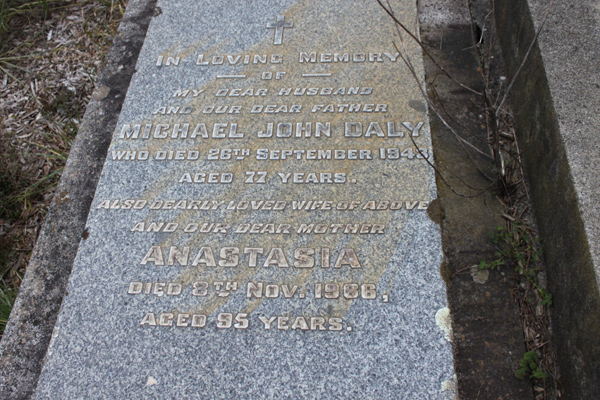 In Loving Memory
— OF —
MY DEAR HUSBAND
AND OUR DEAR FATHER
MICHAEL JOHN DALY
WHO DIED 26TH SEPTEMBER
AGED 77 YEARS.
ALSO DEARLY LOVED WIFE OF ABOVE
AND OUR DEAR MOTHER
ANASTASIA
DIED 8TH NOV. 1966,
AGED 95 YEARS.